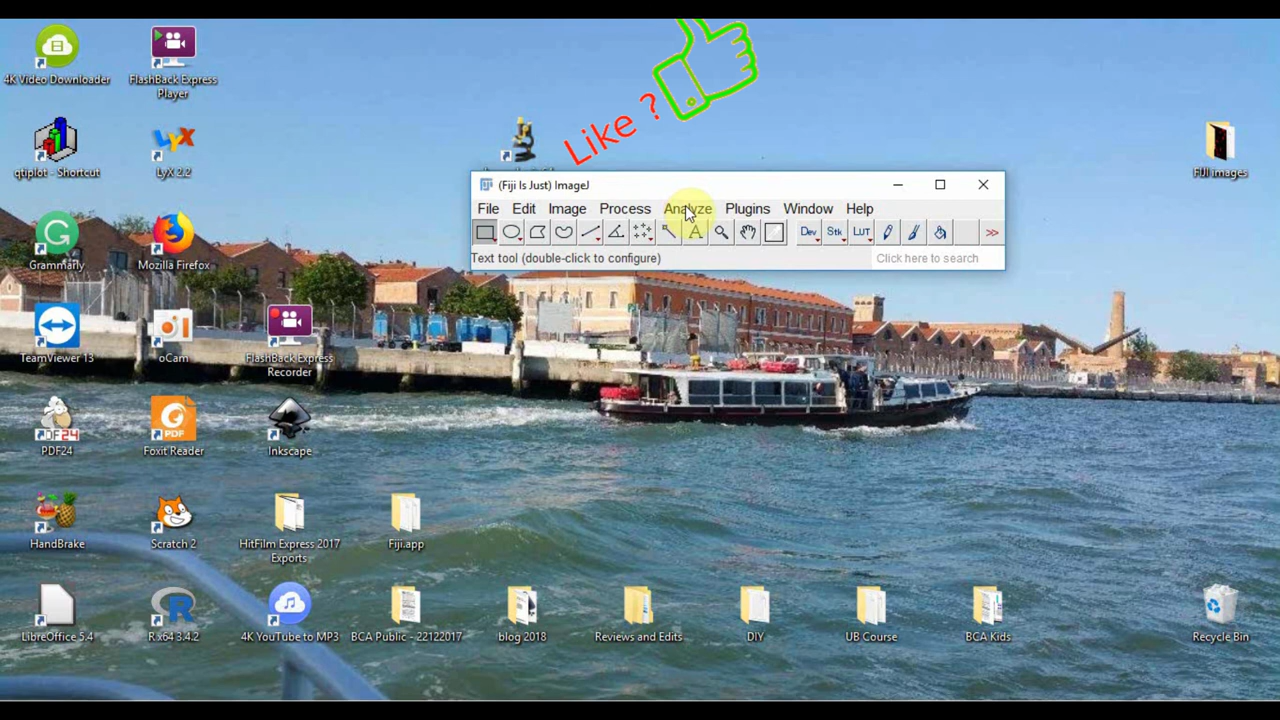 4K Video Downloader
FlashBack Express
Player
Like ?
qtiplot - Shortcut
LyX
LyX 2.2
FIJI images
(Fiji Is Just) ImageJ
File Edit Image Process Analyze Plugins Window Help
A Dev Stk LUT >>
Text tool (double-click to configure)
Click here to search
Grammarly
Mozilla Firefox
TeamViewer 13
oCam
FlashBack Express
Recorder
PDF24
PDF
PDF24
Foxit Reader
Inkscape
HandBrake
Scratch 2
HitFilm Express 2017
Exports
Fiji.app
LibreOffice 5.4
R
R x64 3.4.2
4K YouTube to MP3
BCA Public - 22122017
blog 2018
Reviews and Edits
DIY
UB Course
BCA Kids
Recycle Bin